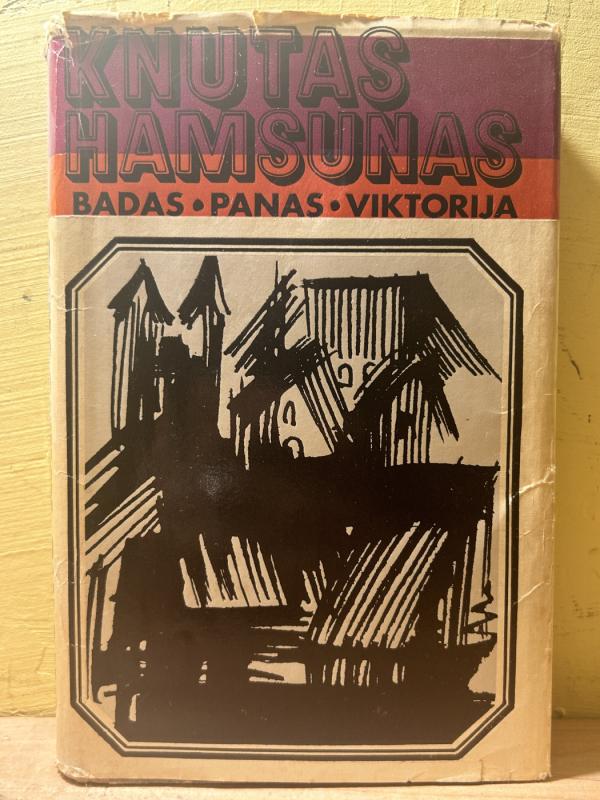 KNUTAS
HAMSUNAS
BADAS • PANAS • VIKTORIJA